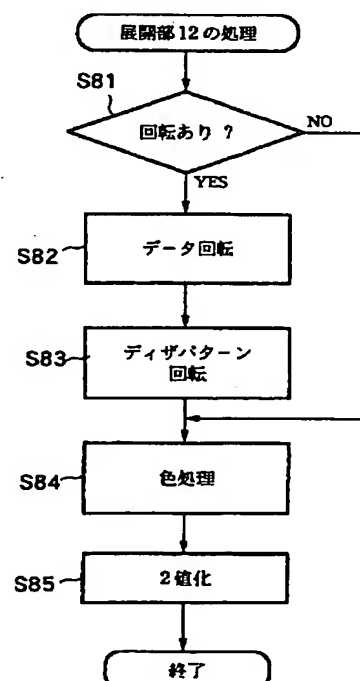 展開部12の処理
S81
回転あり ?
NO
YES
S82
データ回転
S83
ディザパターン
回転
S84
色処理
S85
2値化
終了